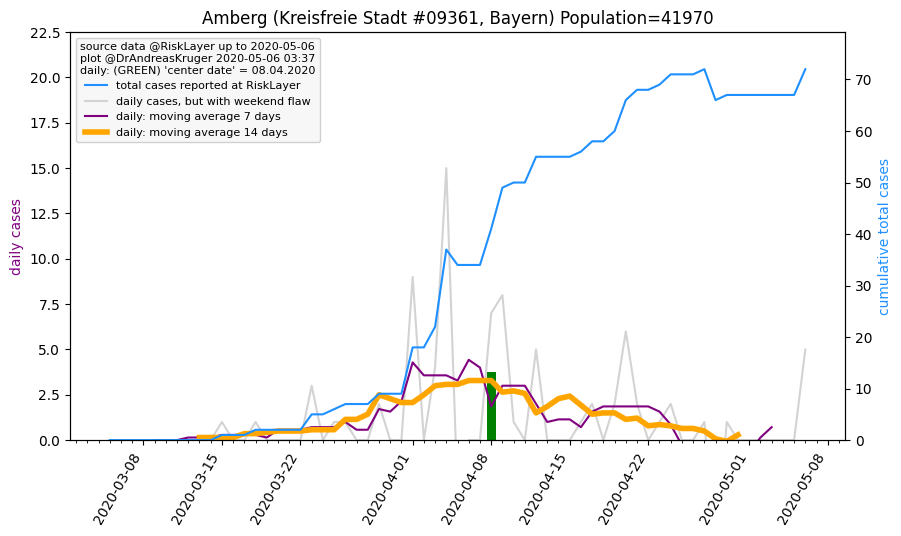 Amberg (Kreisfreie Stadt #09361, Bayern) Population=41970
source data @RiskLayer up to 2020-05-06
plot @DrAndreasKruger 2020-05-06 03:37
daily: (GREEN) 'center date' = 08.04.2020
total cases reported at RiskLayer
daily cases, but with weekend flaw
daily: moving average 7 days
daily: moving average 14 days
daily cases
22.5
20.0
17.5
15.0
12.5
10.0
7.5
5.0
2.5
0.0
70
60
50
40
30
20
10
0
cumulative total cases
2020-03-08
2020-03-15
2020-03-22
2020-04-01
2020-04-08
2020-04-15
2020-04-22
2020-05-01
2020-05-08